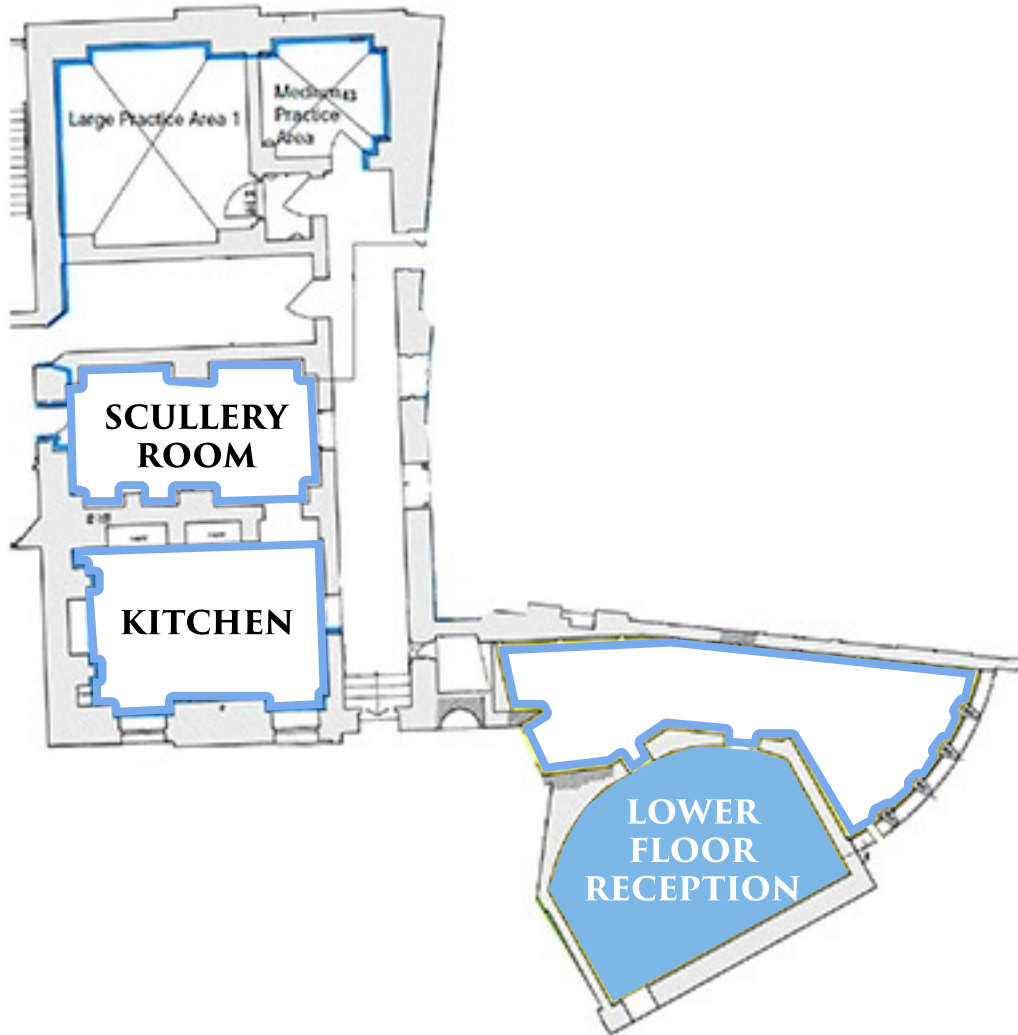 Large Practice Area 1
Medium
Practice
Area
SCULLERY
ROOM
KITCHEN
LOWER
FLOOR
RECEPTION